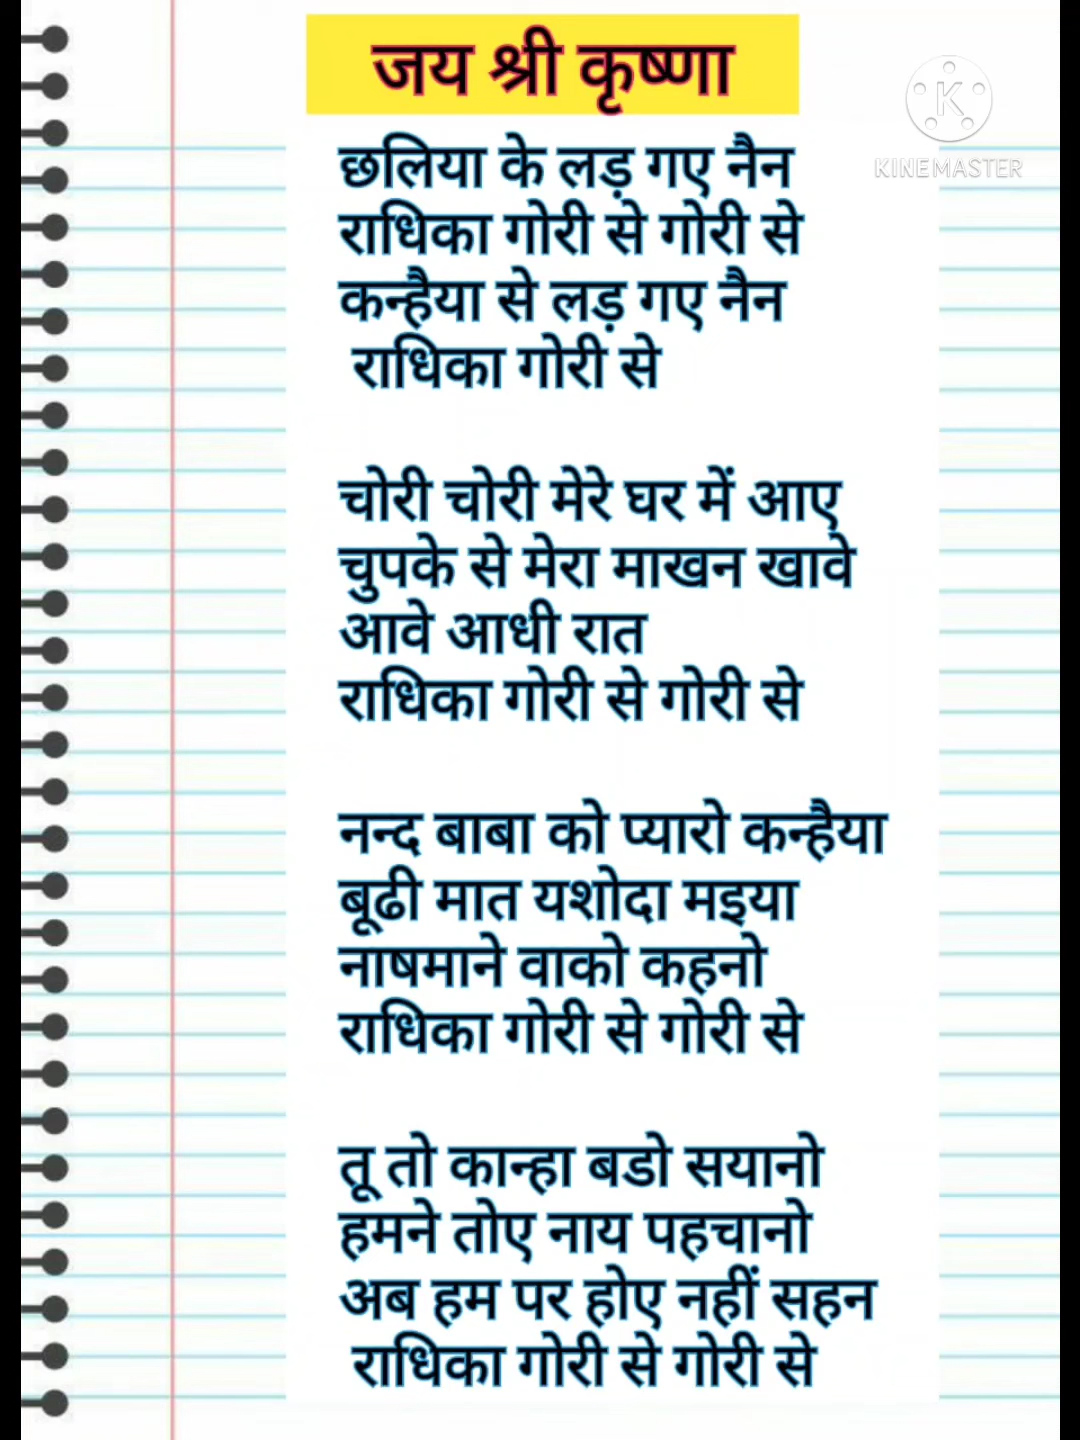 जय श्री कृष्णा
KINEMASTER
छलिया के लड़ गए नैन
राधिका गोरी से गोरी से
कन्हैया से लड़ गए नैन
राधिका गोरी से
चोरी चोरी मेरे घर में आए
चुपके से मेरा माखन खावे
आवे आधी रात
राधिका गोरी से गोरी से
नन्द बाबा को प्यारो कन्हैया
बूढी मात यशोदा मइया
नाषमाने वाको कहनो
राधिका गोरी से गोरी से
तू तो कान्हा बडो सयानो
हमने तोए नाय पहचानो
अब हम पर होए नहीं सहन
राधिका गोरी से गोरी से